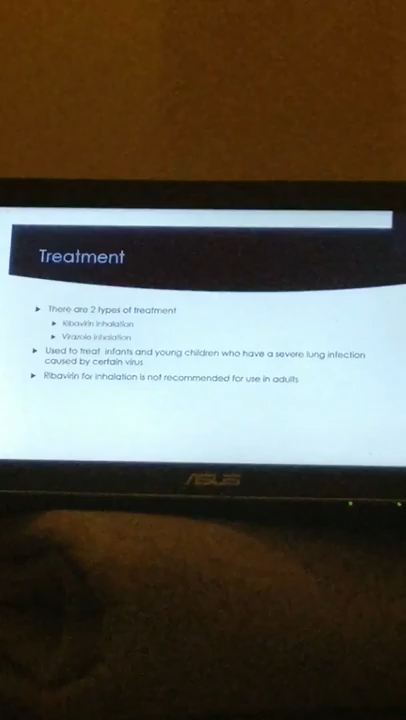 Treatment
There are 2 types of treatment
Ribavirin inhalation
Virazole inhalation
Used to treat infants and young children who have a severe lung infection
caused by certain virus
Ribavirin for inhalation is not recommended for use in adults
ASUS